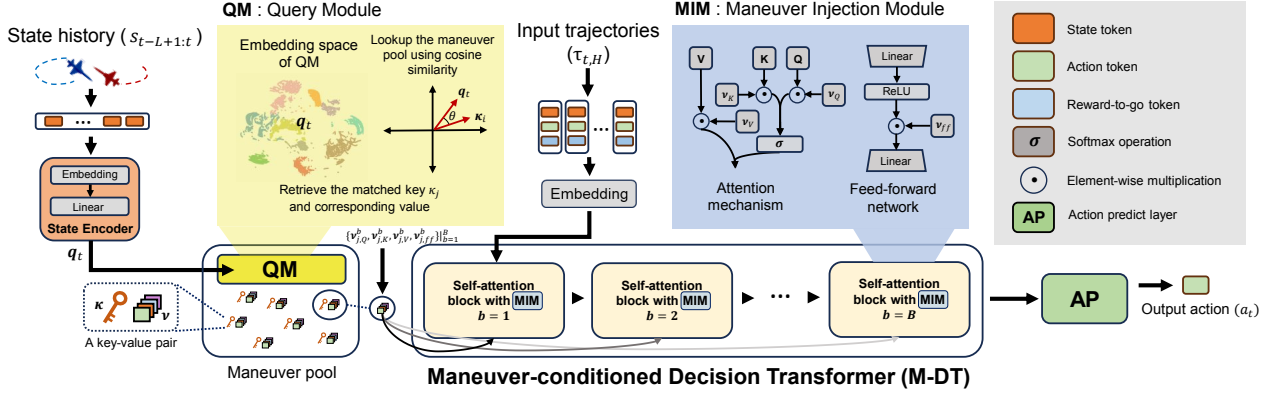 State history ( s_{t−L+1:t} )
Embedding
Linear
State Encoder
q_t
QM : Query Module
Embedding space
of QM
q_t
Lookup the maneuver
pool using cosine
similarity
q_t
θ
κ_i
Retrieve the matched key κ_j
and corresponding value
QM
κ
ν
A key-value pair
Maneuver pool
{ν^b_{j,Q}, ν^b_{j,K}, ν^b_{j,V}, ν^b_{j,ff}}|^B_{b=1}
Input trajectories
(τ_{t,H})
...
...
Embedding
Self-attention
block with MIM
b = 1
Self-attention
block with MIM
b = 2
...
Self-attention
block with MIM
b = B
Maneuver-conditioned Decision Transformer (M-DT)
MIM : Maneuver Injection Module
V
K
Q
ν_K
ν_Q
ν_V
σ
Attention
mechanism
Linear
ReLU
ν_{ff}
Linear
Feed-forward
network
State token
Action token
Reward-to-go token
σ
Softmax operation
Element-wise multiplication
AP
Action predict layer
AP
Output action (a_t)